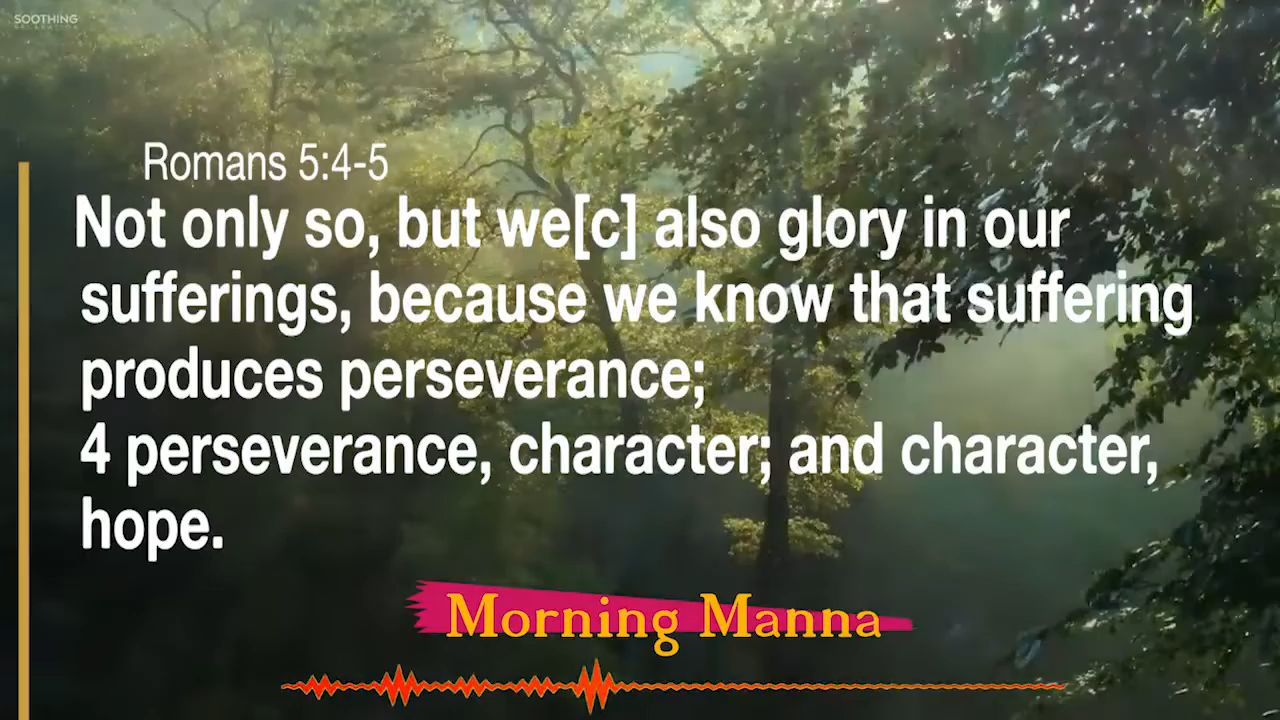 SOOTHING
RELAXATION
Romans 5:4-5
Not only so, but we[c] also glory in our
sufferings, because we know that suffering
produces perseverance;
4 perseverance, character; and character,
hope.
Morning Manna